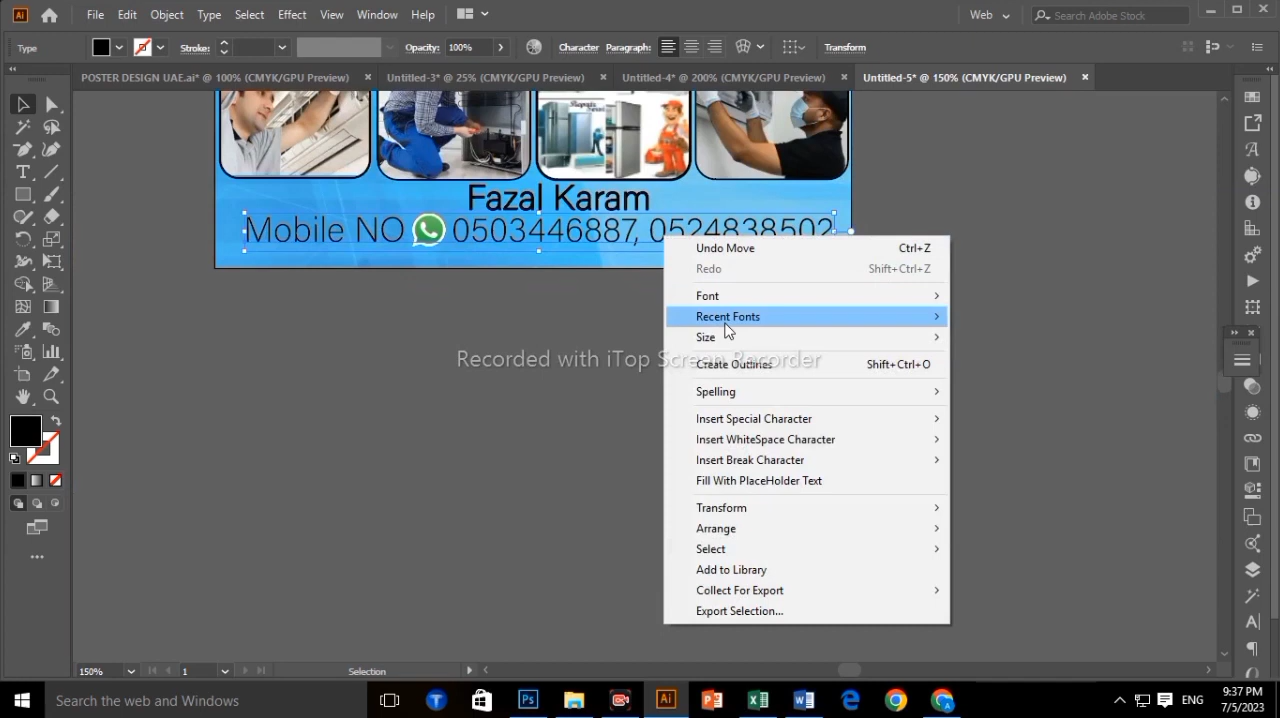 Ai File Edit Object Type Select Effect View Window Help Web Search Adobe Stock
Type Stroke: Opacity: 100% Character Paragraph: Transform
POSTER DESIGN UAE.ai* @ 100% (CMYK/GPU Preview) × Untitled-3* @ 25% (CMYK/GPU Preview) × Untitled-4* @ 200% (CMYK/GPU Preview) × Untitled-5* @ 150% (CMYK/GPU Preview) ×
Fazal Karam
Mobile NO 0503446887, 0524838502
Undo Move Ctrl+Z
Redo Shift+Ctrl+Z
Font
Recent Fonts
Size
Recorded with iTop Screen Recorder
Create Outlines Shift+Ctrl+O
Spelling
Insert Special Character
Insert WhiteSpace Character
Insert Break Character
Fill With PlaceHolder Text
Transform
Arrange
Select
Add to Library
Collect For Export
Export Selection...
150% 1 Selection
Search the web and Windows Ps Ai ENG 9:37 PM
7/5/2023